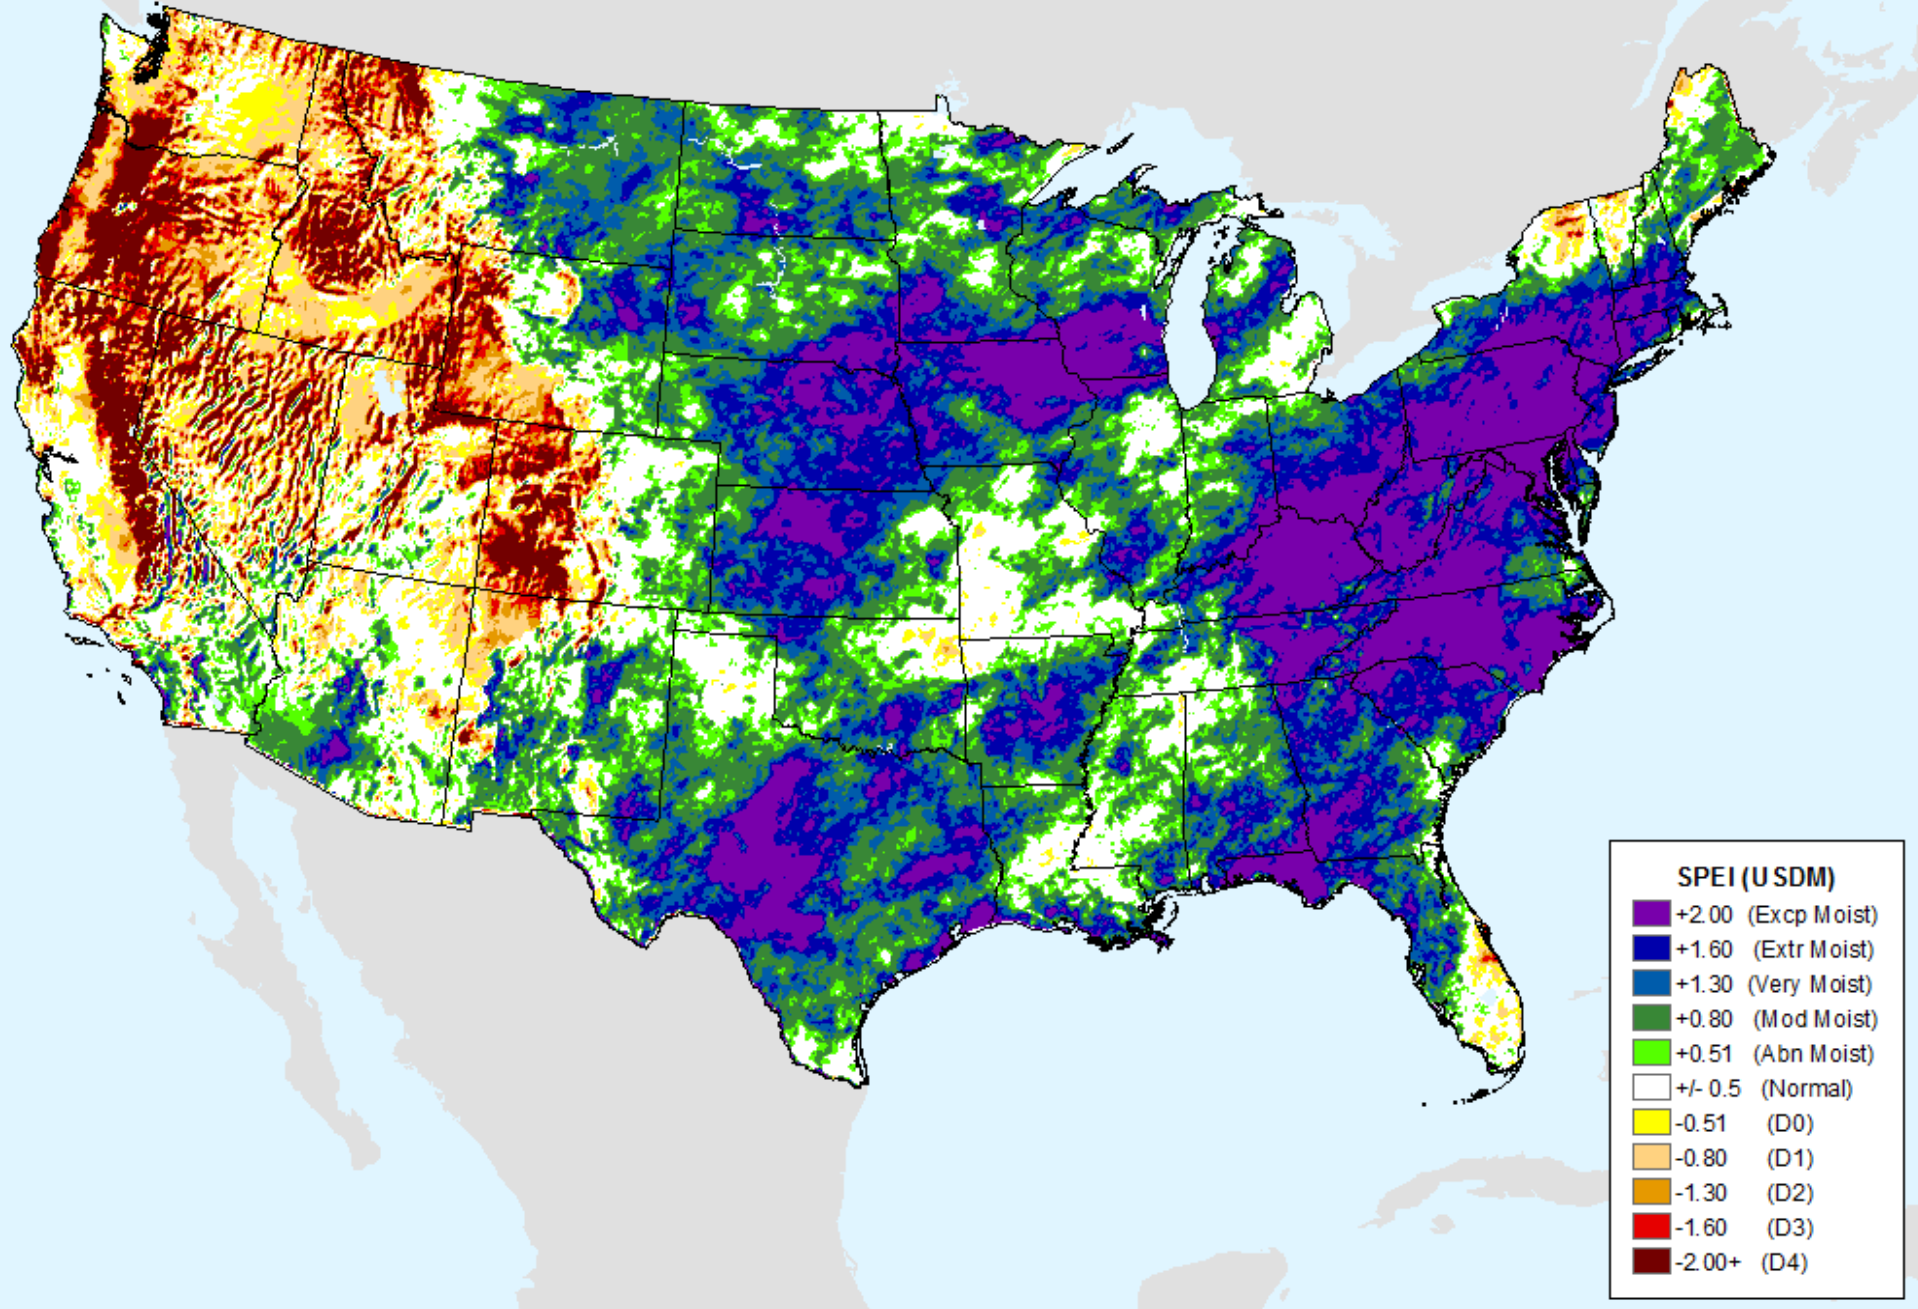 SPEI (USDM)
+2.00 (Excp Moist)
+1.60 (Extr Moist)
+1.30 (Very Moist)
+0.80 (Mod Moist)
+0.51 (Abn Moist)
+/- 0.5 (Normal)
-0.51 (D0)
-0.80 (D1)
-1.30 (D2)
-1.60 (D3)
-2.00+ (D4)